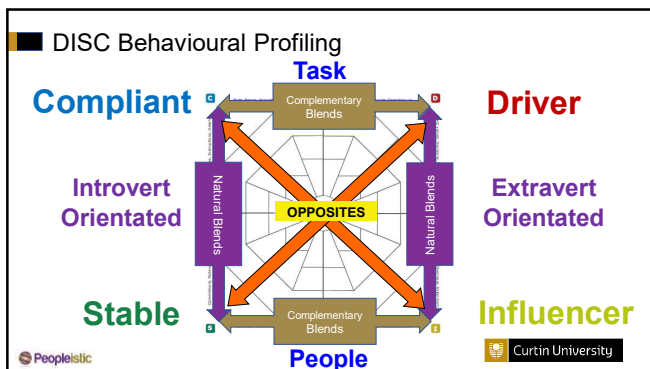 DISC Behavioural Profiling
Task
Compliant
C
Complementary
Blends
D
Driver
Introvert
Orientated
Natural Blends
OPPOSITES
Natural Blends
Extravert
Orientated
Stable
S
Complementary
Blends
I
Influencer
People
Peopleistic
Curtin University